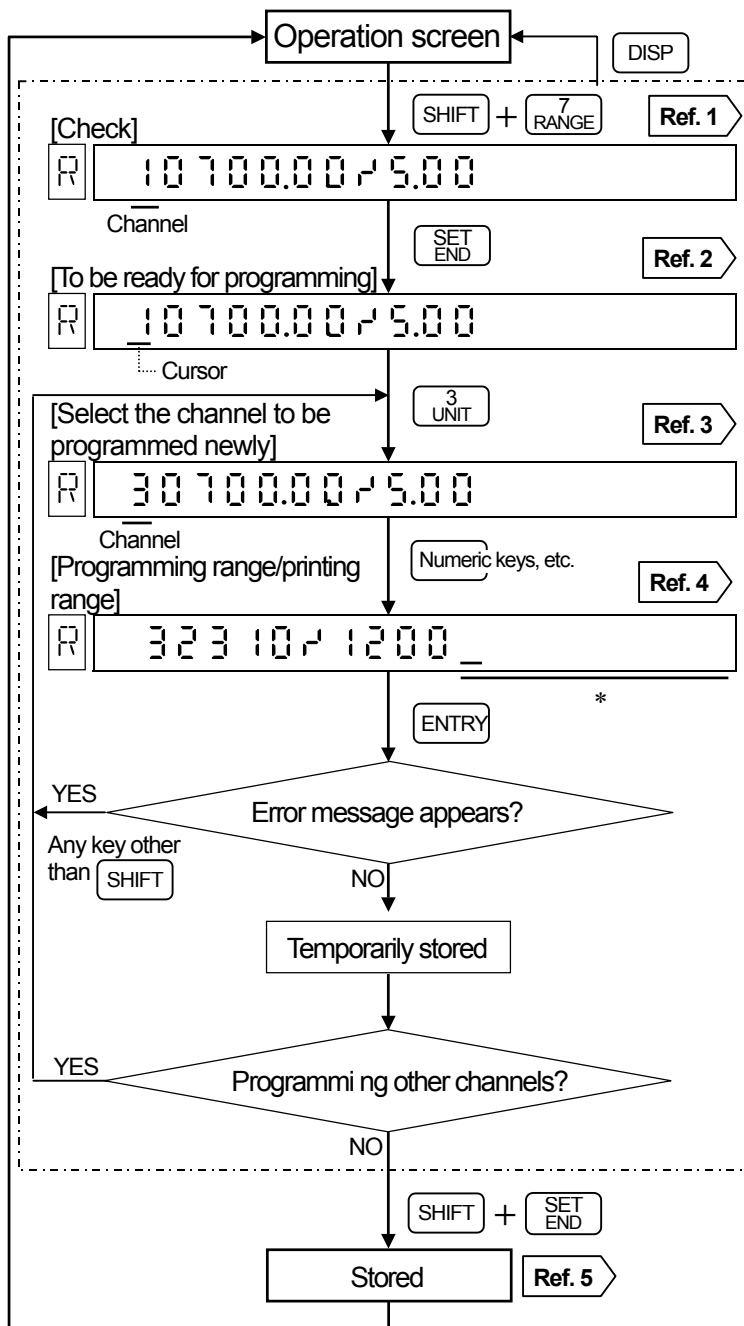 Operation screen
DISP
SHIFT + 7 RANGE
Ref. 1
[Check]
R 10700.00/5.00
Channel
SET END
Ref. 2
[To be ready for programming]
R 10700.00/5.00
Cursor
3 UNIT
[Select the channel to be
programmed newly]
Ref. 3
R 30700.00/5.00
Channel
Numeric keys, etc.
[Programming range/printing
range]
Ref. 4
R 32310/1200_
*
ENTRY
YES
Error message appears?
Any key other
than SHIFT
NO
Temporarily stored
YES
Programmi ng other channels?
NO
SHIFT + SET END
Stored
Ref. 5